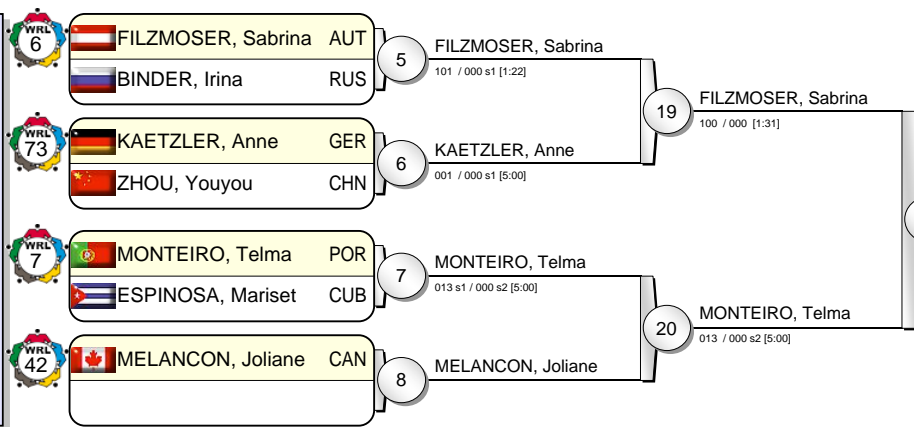 WRL
6
FILZMOSER, Sabrina AUT
BINDER, Irina RUS
5
FILZMOSER, Sabrina
101 / 000 s1 [1:22]
WRL
73
KAETZLER, Anne GER
ZHOU, Youyou CHN
6
KAETZLER, Anne
001 / 000 s1 [5:00]
19
FILZMOSER, Sabrina
100 / 000 [1:31]
WRL
7
MONTEIRO, Telma POR
ESPINOSA, Mariset CUB
7
MONTEIRO, Telma
013 s1 / 000 s2 [5:00]
WRL
42
MELANCON, Joliane CAN
8
MELANCON, Joliane
20
MONTEIRO, Telma
013 / 000 s2 [5:00]